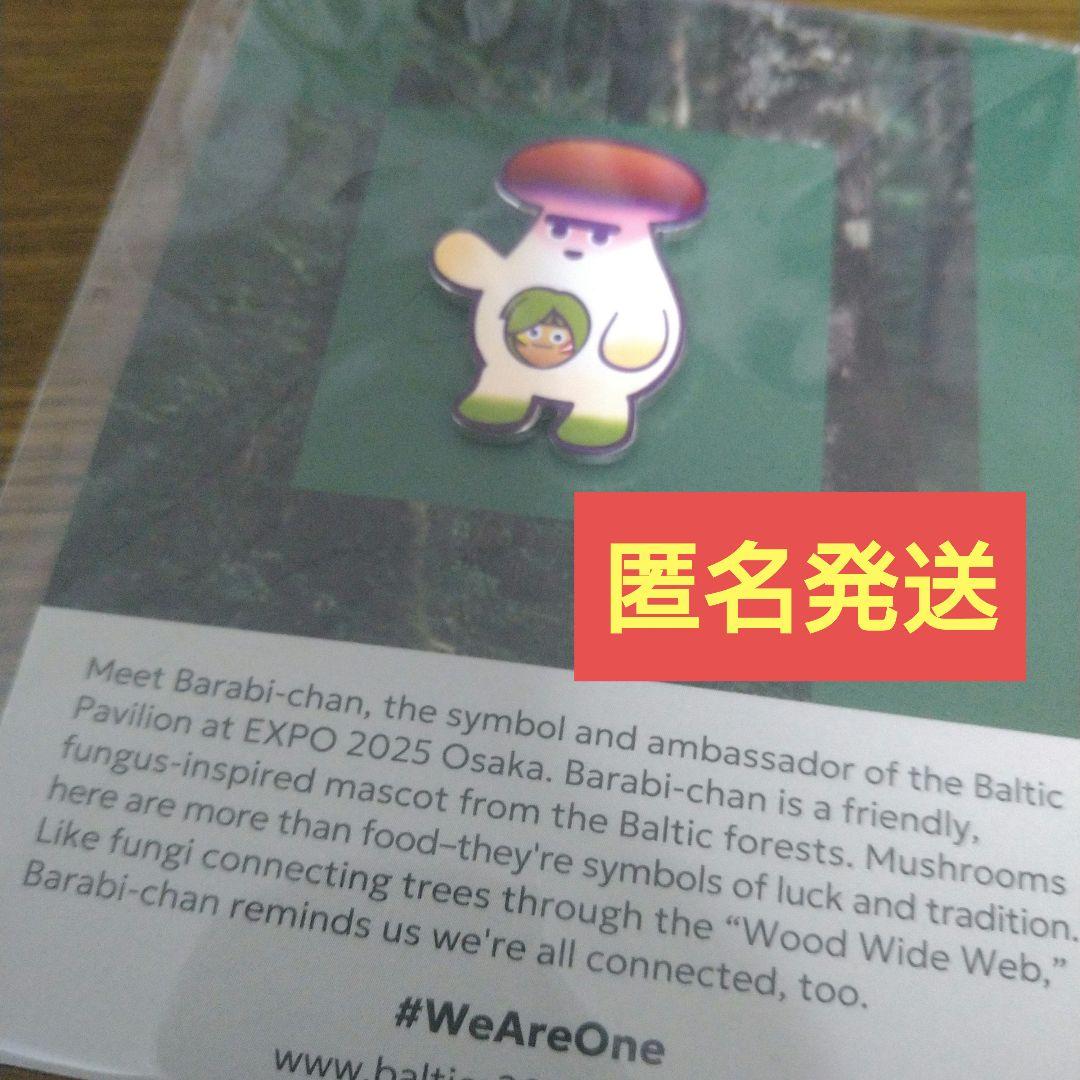 匿名発送
Meet Barabi-chan, the symbol and ambassador of the Baltic
Pavilion at EXPO 2025 Osaka. Barabi-chan is a friendly,
fungus-inspired mascot from the Baltic forests. Mushrooms
here are more than food–they're symbols of luck and tradition.
Like fungi connecting trees through the “Wood Wide Web,”
Barabi-chan reminds us we're all connected, too.
#WeAreOne